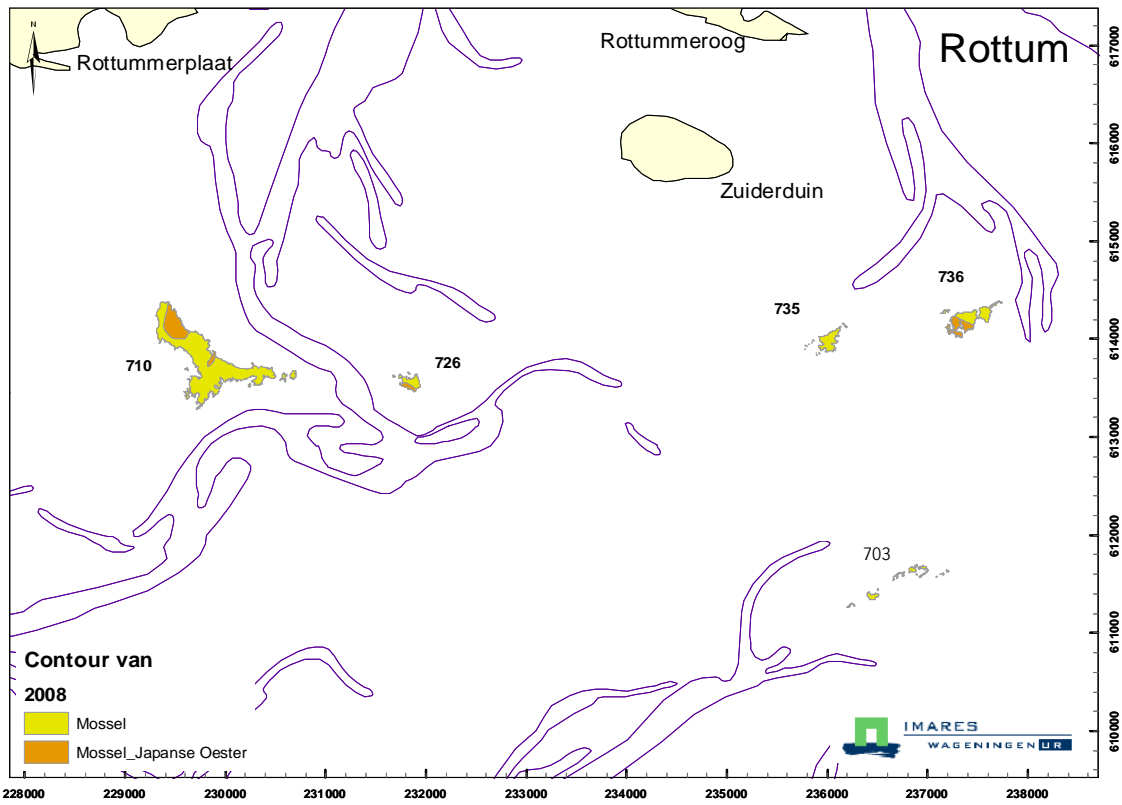 N
Rottummerplaat
Rottummeroog
Rottum
Zuiderduin
710
726
735
736
703
Contour van
2008
Mossel
Mossel_Japanse Oester
IMARES
WAGENINGEN UR
617000
616000
615000
614000
613000
612000
611000
610000
228000 229000 230000 231000 232000 233000 234000 235000 236000 237000 238000